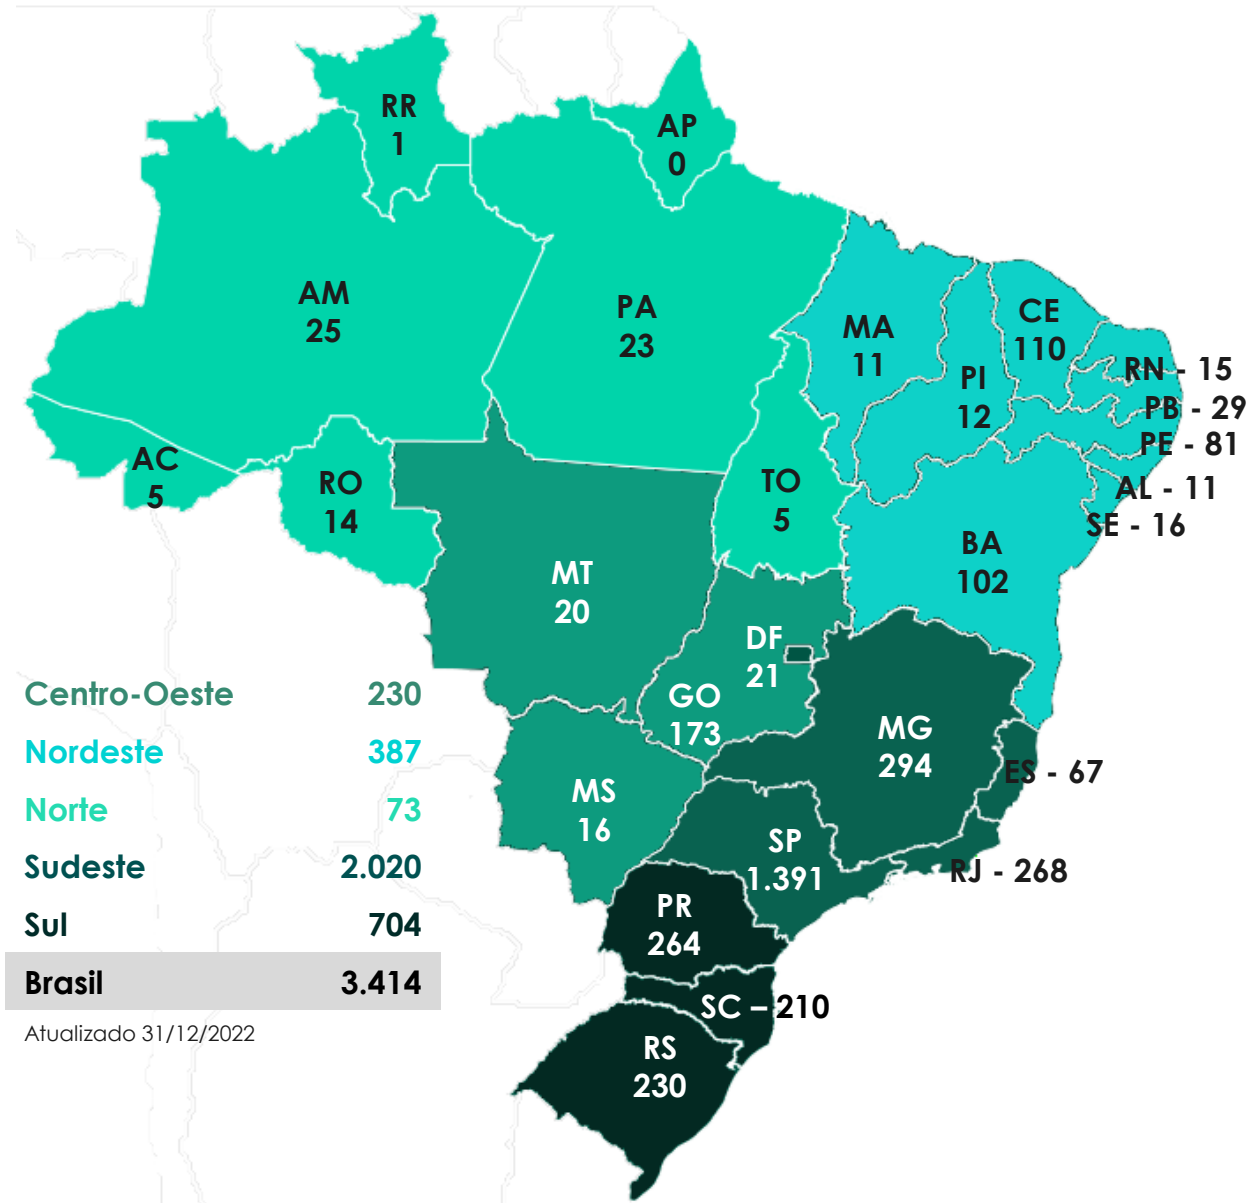 RR
1
AP
0
AM
25
PA
23
MA
11
CE
110
PI
12
RN - 15
PB - 29
PE - 81
AL - 11
SE - 16
AC
5
RO
14
TO
5
BA
102
MT
20
DF
21
GO
173
MG
294
ES - 67
MS
16
SP
1.391
RJ - 268
PR
264
SC – 210
RS
230
Centro-Oeste 230
Nordeste 387
Norte 73
Sudeste 2.020
Sul 704
Brasil 3.414
Atualizado 31/12/2022